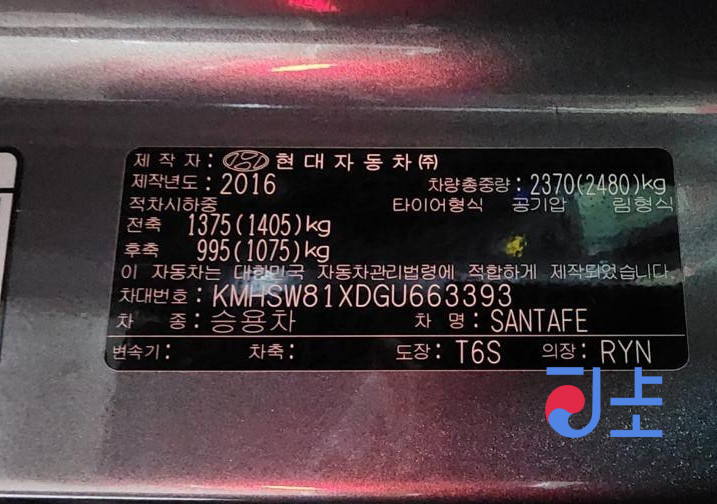 제 작 자 : 현대자동차(주)
제작년도 : 2016 차량총중량 : 2370(2480)kg
적차시하중 타이어형식 공기압 림형식
전축 1375(1405)kg
후축 995(1075)kg
이 자동차는 대한민국 자동차관리법령에 적합하게 제작되었습니다.
차대번호 : KMHSW81XDGU663393
차 종 : 승용차 차 명 : SANTAFE
변속기 : 차축 : 도장 : T6S 의장 : RYN